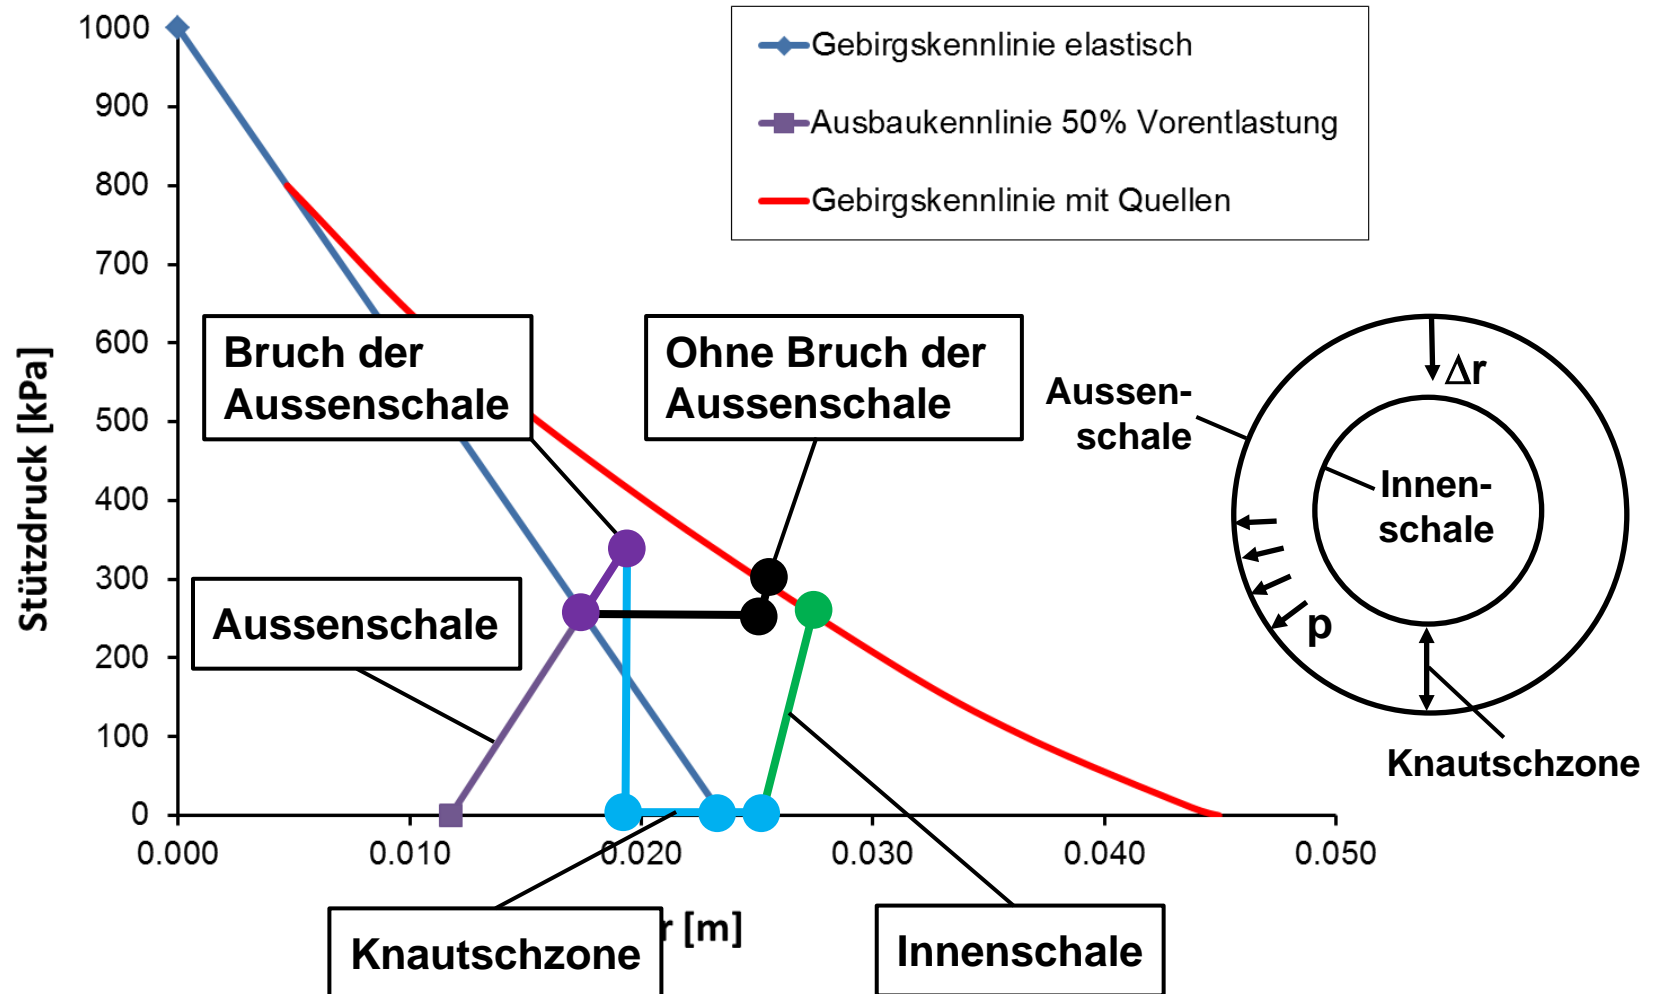 Gebirgskennlinie elastisch
Ausbaukennlinie 50% Vorentlastung
Gebirgskennlinie mit Quellen
Stützdruck [kPa]
1000
900
800
700
600
500
400
300
200
100
0
0.000
0.010
0.020
0.030
0.040
0.050
r [m]
Bruch der
Aussenschale
Ohne Bruch der
Aussenschale
Aussenschale
Knautschzone
Innenschale
Aussen-
schale
Δr
Innen-
schale
p
Knautschzone